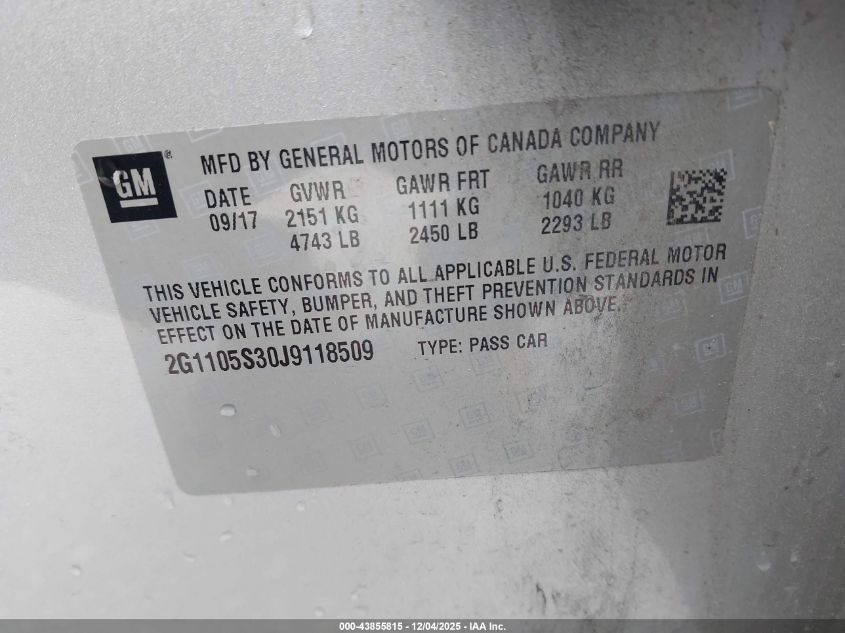 GM® MFD BY GENERAL MOTORS OF CANADA COMPANY
DATE GVWR GAWR FRT GAWR RR
09/17 2151 KG 1111 KG 1040 KG
4743 LB 2450 LB 2293 LB
THIS VEHICLE CONFORMS TO ALL APPLICABLE U.S. FEDERAL MOTOR
VEHICLE SAFETY, BUMPER, AND THEFT PREVENTION STANDARDS IN
EFFECT ON THE DATE OF MANUFACTURE SHOWN ABOVE.
2G1105S30J9118509 TYPE: PASS CAR
000-43855815 - 12/04/2025 - IAA Inc.